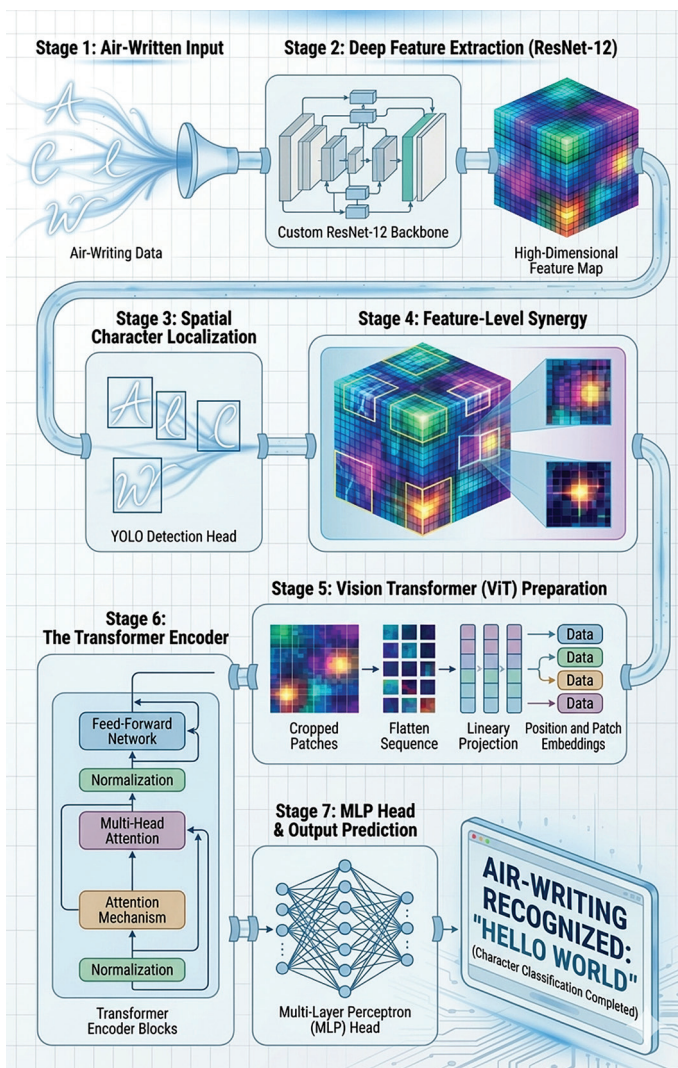 Stage 1: Air-Written Input
Stage 2: Deep Feature Extraction (ResNet-12)
A
C
l
W
Air-Writing Data
Custom ResNet-12 Backbone
High-Dimensional
Feature Map
Stage 3: Spatial
Character Localization
A
l
C
W
YOLO Detection Head
Stage 4: Feature-Level Synergy
Stage 5: Vision Transformer (ViT) Preparation
Cropped
Patches
Flatten
Sequence
Lineary
Projection
Data
Data
Data
Data
Position and Patch
Embeddings
Stage 6:
The Transformer Encoder
Feed-Forward
Network
Normalization
Multi-Head
Attention
Attention
Mechanism
Normalization
Transformer
Encoder Blocks
Stage 7: MLP Head
& Output Prediction
Multi-Layer Perceptron
(MLP) Head
AIR-WRITING
RECOGNIZED:
"HELLO WORLD"
(Character Classification Completed)